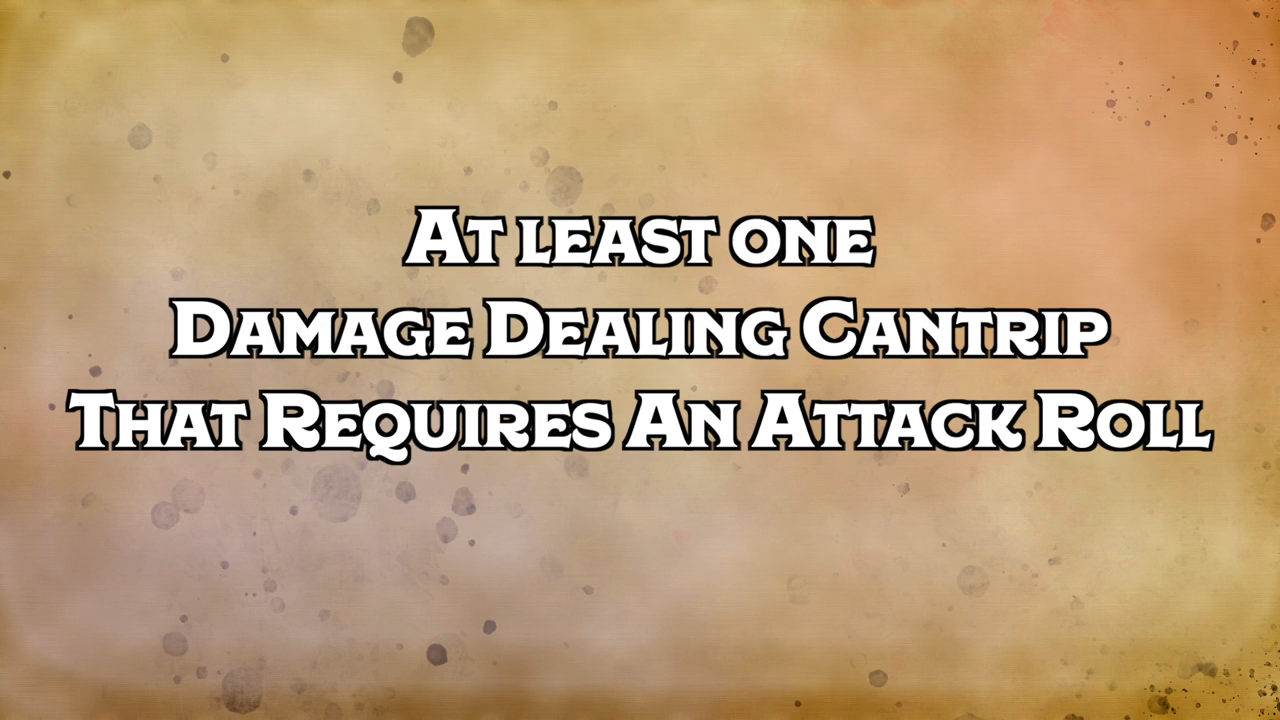 At least one
Damage Dealing Cantrip
That Requires An Attack Roll